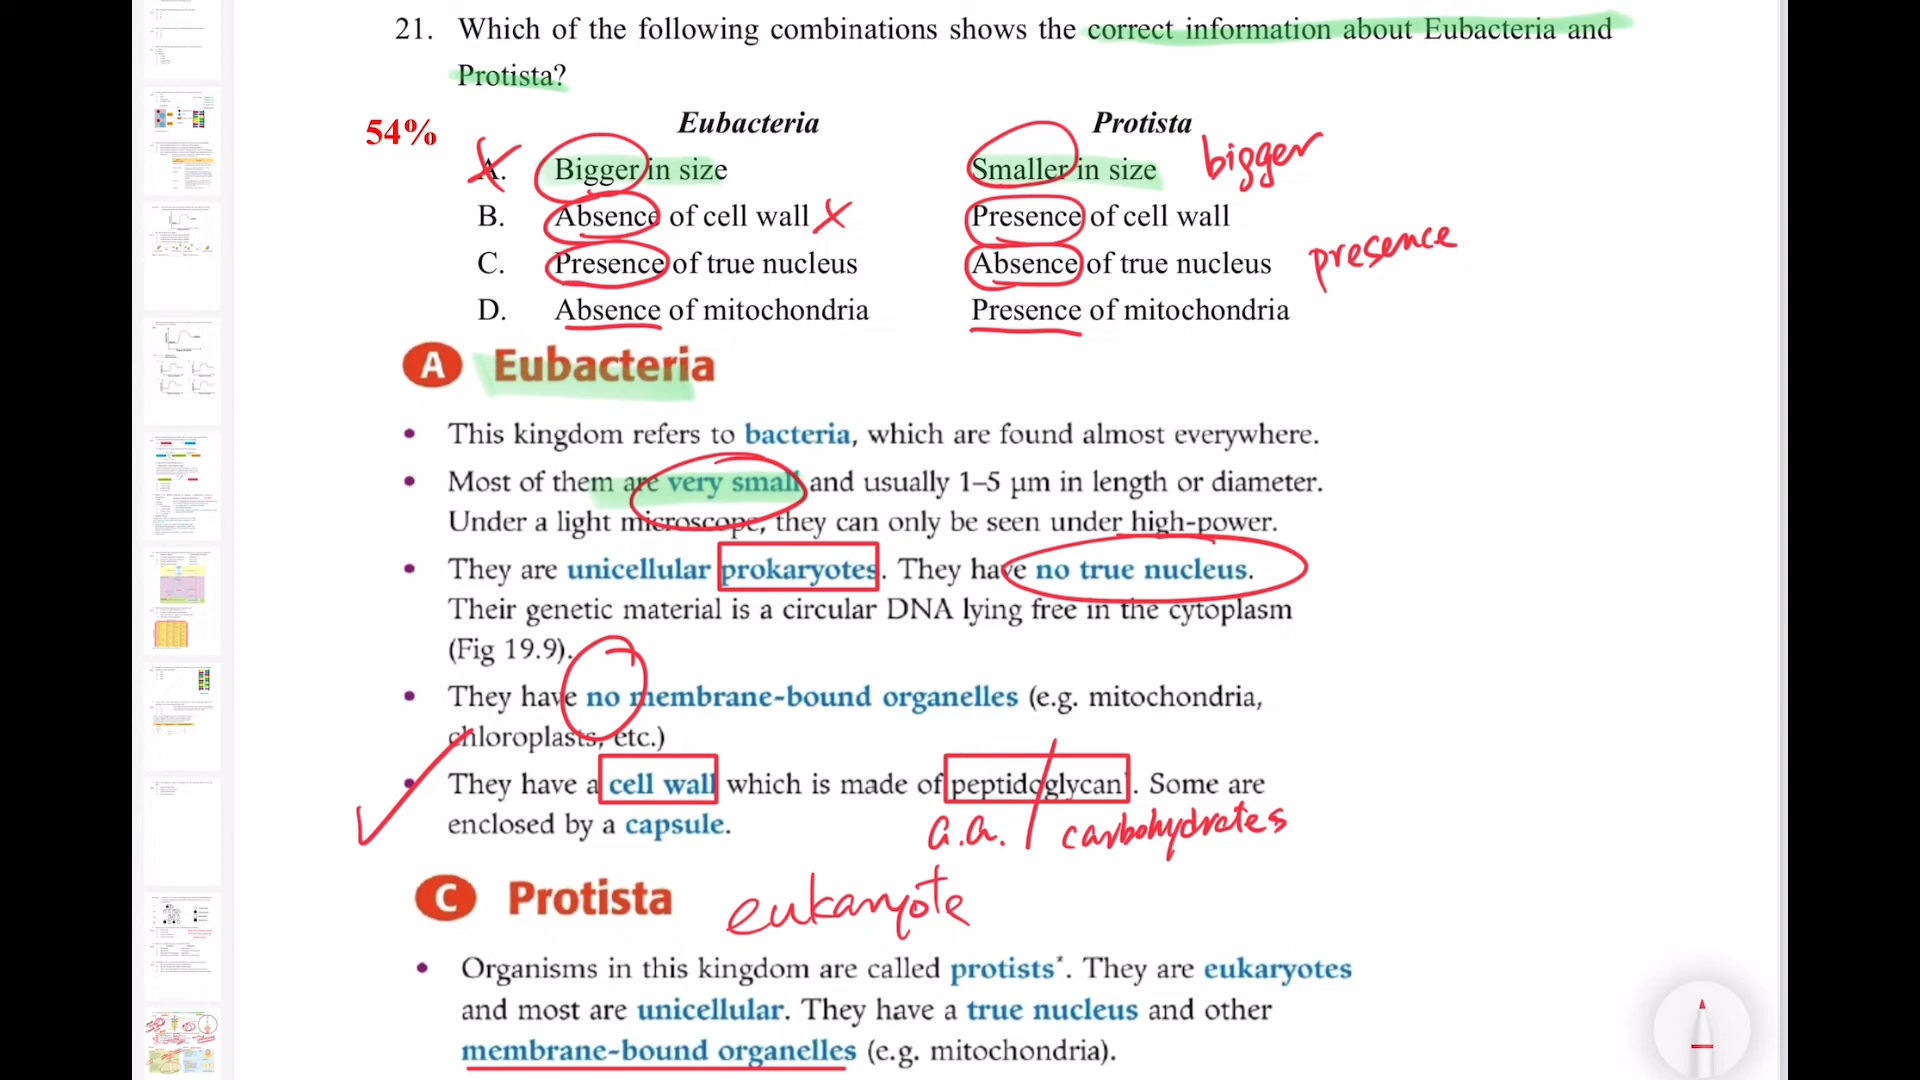 21. Which of the following combinations shows the correct information about Eubacteria and
Protista?
54%
Eubacteria Protista
A. Bigger in size Smaller in size bigger
B. Absence of cell wall X Presence of cell wall
C. Presence of true nucleus Absence of true nucleus presence
D. Absence of mitochondria Presence of mitochondria
A Eubacteria
• This kingdom refers to bacteria, which are found almost everywhere.
• Most of them are very small and usually 1–5 µm in length or diameter.
Under a light microscope, they can only be seen under high-power.
• They are unicellular prokaryotes. They have no true nucleus.
Their genetic material is a circular DNA lying free in the cytoplasm
(Fig 19.9).
• They have no membrane-bound organelles (e.g. mitochondria,
chloroplasts, etc.)
• They have a cell wall which is made of peptidoglycan. Some are
enclosed by a capsule.
a.a. / carbohydrates
C Protista eukaryote
• Organisms in this kingdom are called protists*. They are eukaryotes
and most are unicellular. They have a true nucleus and other
membrane-bound organelles (e.g. mitochondria).